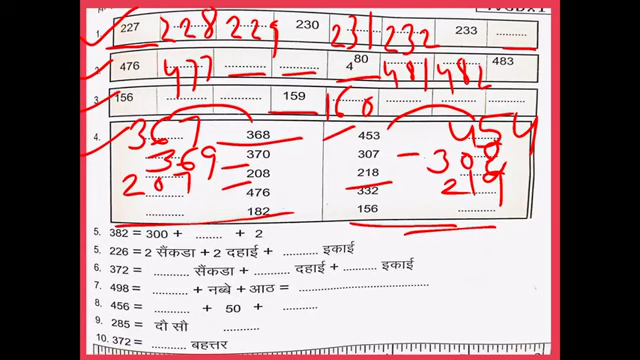 1. 227 228 229 230 231 232 233 ........
2. 476 477 480 481 482 483
3. 156 159 160
4. 367 368 453 454
369 370 307 308
207 208 218 219
........ 476 332 ........
........ 182 156 ........
5. 382 = 300 + ........ + 2
5. 226 = 2 सैंकडा + 2 दहाई + ........ इकाई
6. 372 = ........ सैंकडा + ........ दहाई + ........ इकाई
7. 498 = ........ + नब्बे + आठ = ........
8. 456 = ........ + 50 + ........
9. 285 = दौ सौ ........
10. 372 = ........ बहत्तर